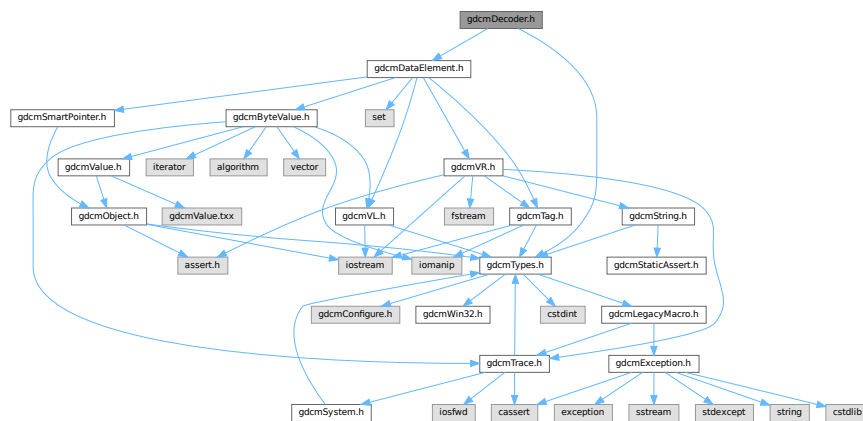 gdcmDecoder.h
gdcmDataElement.h
gdcmSmartPointer.h
gdcmByteValue.h
set
gdcmValue.h
iterator
algorithm
vector
gdcmVR.h
gdcmObject.h
gdcmValue.txx
gdcmVL.h
fstream
gdcmTag.h
gdcmString.h
assert.h
iostream
iomanip
gdcmTypes.h
gdcmStaticAssert.h
gdcmConfigure.h
gdcmWin32.h
cstdint
gdcmLegacyMacro.h
gdcmTrace.h
gdcmException.h
gdcmSystem.h
iosfwd
cassert
exception
sstream
stdexcept
string
cstdlib